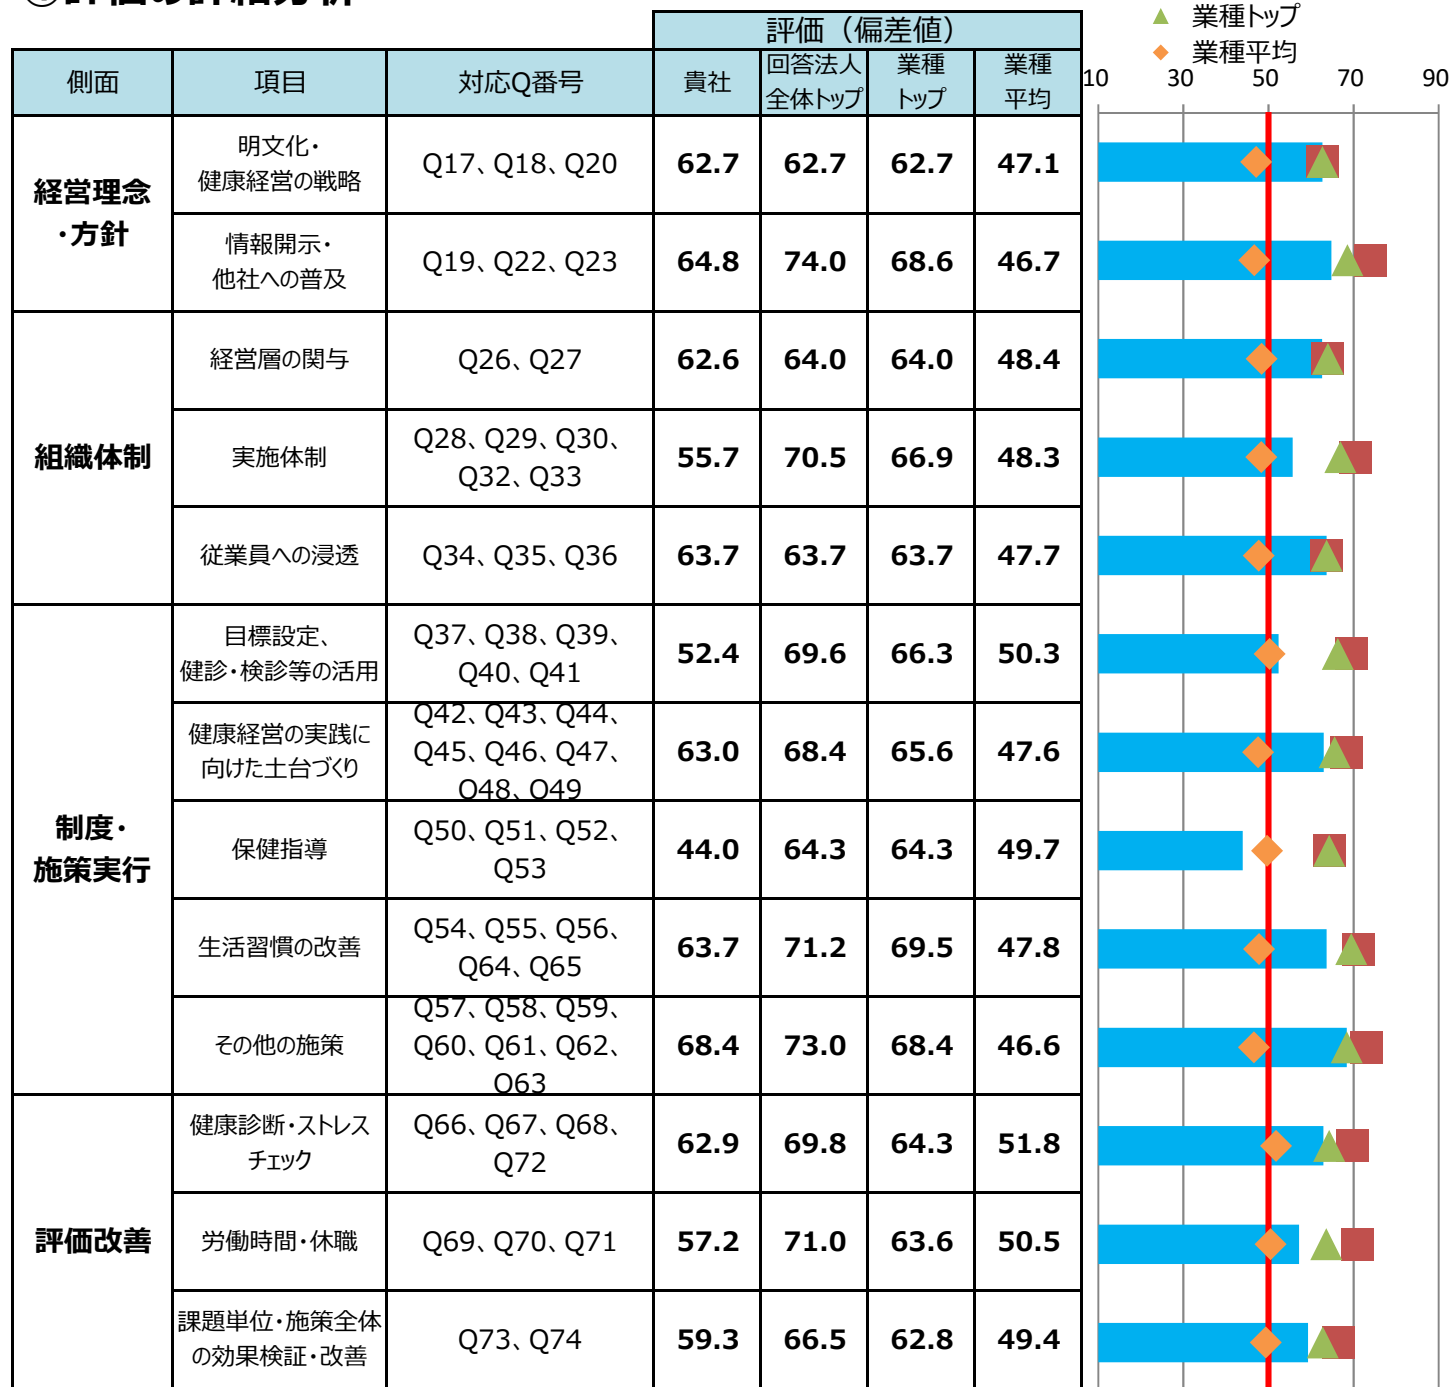 評価の詳細分析
▲ 業種トップ
◆ 業種平均
評価（偏差値）
側面 項目 対応Q番号 貴社 回答法人 業種 業種
全体トップ トップ 平均
10 30 50 70 90
経営理念
・方針
明文化・
健康経営の戦略
Q17、Q18、Q20 62.7 62.7 62.7 47.1
情報開示・
他社への普及
Q19、Q22、Q23 64.8 74.0 68.6 46.7
組織体制
経営層の関与 Q26、Q27 62.6 64.0 64.0 48.4
実施体制
Q28、Q29、Q30、
Q32、Q33
55.7 70.5 66.9 48.3
従業員への浸透 Q34、Q35、Q36 63.7 63.7 63.7 47.7
制度・
施策実行
目標設定、
健診・検診等の活用
Q37、Q38、Q39、
Q40、Q41
52.4 69.6 66.3 50.3
健康経営の実践に
向けた土台づくり
Q42、Q43、Q44、
Q45、Q46、Q47、
Q48、Q49
63.0 68.4 65.6 47.6
保健指導
Q50、Q51、Q52、
Q53
44.0 64.3 64.3 49.7
生活習慣の改善
Q54、Q55、Q56、
Q64、Q65
63.7 71.2 69.5 47.8
その他の施策
Q57、Q58、Q59、
Q60、Q61、Q62、
Q63
68.4 73.0 68.4 46.6
評価改善
健康診断・ストレス
チェック
Q66、Q67、Q68、
Q72
62.9 69.8 64.3 51.8
労働時間・休職 Q69、Q70、Q71 57.2 71.0 63.6 50.5
課題単位・施策全体
の効果検証・改善
Q73、Q74 59.3 66.5 62.8 49.4